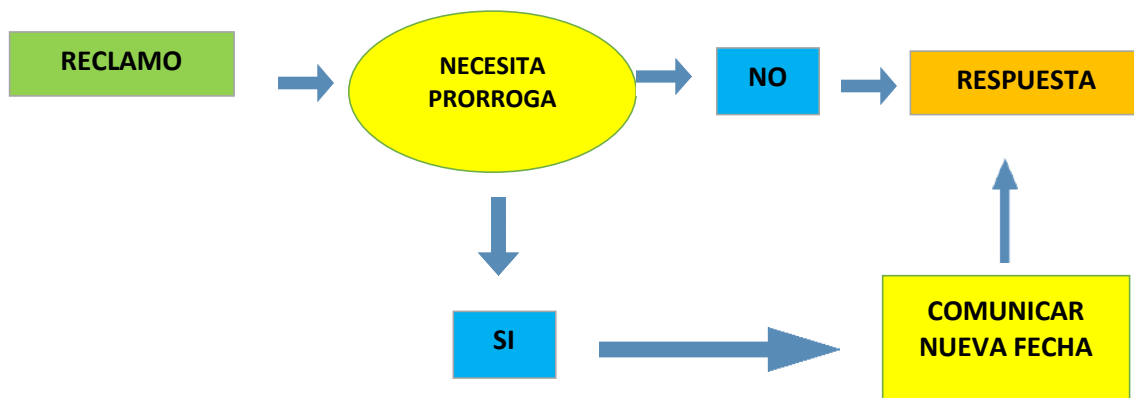 RECLAMO
NECESITA
PRORROGA
NO
RESPUESTA
SI
COMUNICAR
NUEVA FECHA